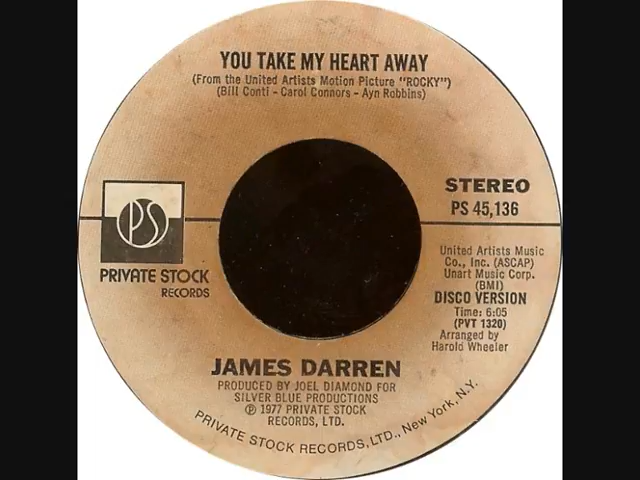 YOU TAKE MY HEART AWAY
(From the United Artists Motion Picture "ROCKY")
(Bill Conti - Carol Connors - Ayn Robbins)
PS
PRIVATE STOCK
RECORDS
STEREO
PS 45,136
United Artists Music
Co., Inc. (ASCAP)
Unart Music Corp.
(BMI)
DISCO VERSION
Time: 6:05
(PVT 1320)
Arranged by
Harold Wheeler
JAMES DARREN
PRODUCED BY JOEL DIAMOND FOR
SILVER BLUE PRODUCTIONS
℗ 1977 PRIVATE STOCK
RECORDS, LTD.
PRIVATE STOCK RECORDS, LTD., New York, N.Y.